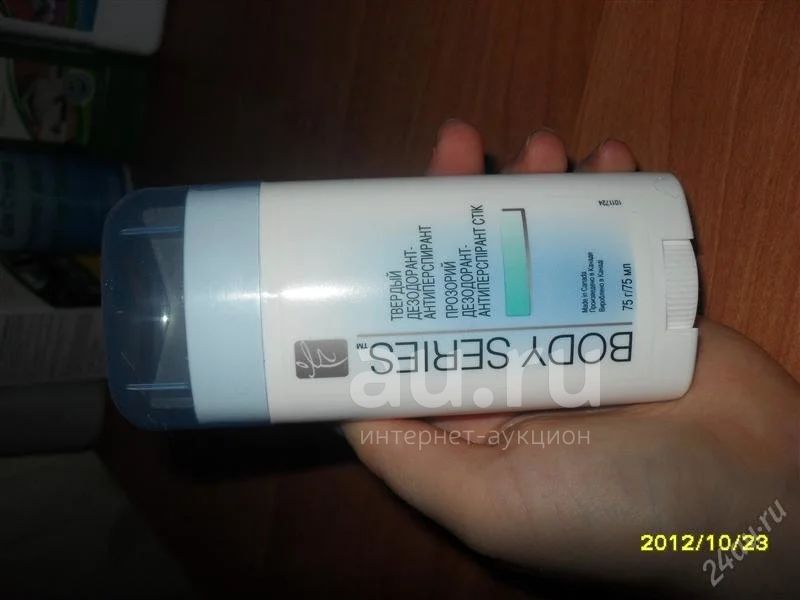 BODY SERIES™
ТВЕРДЫЙ
ДЕЗОДОРАНТ-
АНТИПЕРСПИРАНТ
ПРОЗОРИЙ
ДЕЗОДОРАНТ-
АНТИПЕРСПІРАНТ СТІК
Made in Canada
Произведено в Канаде
Вироблено в Канаді
75 г/75 мл
1011724
au.ru
интернет-аукцион
2012/10/23
24au.ru